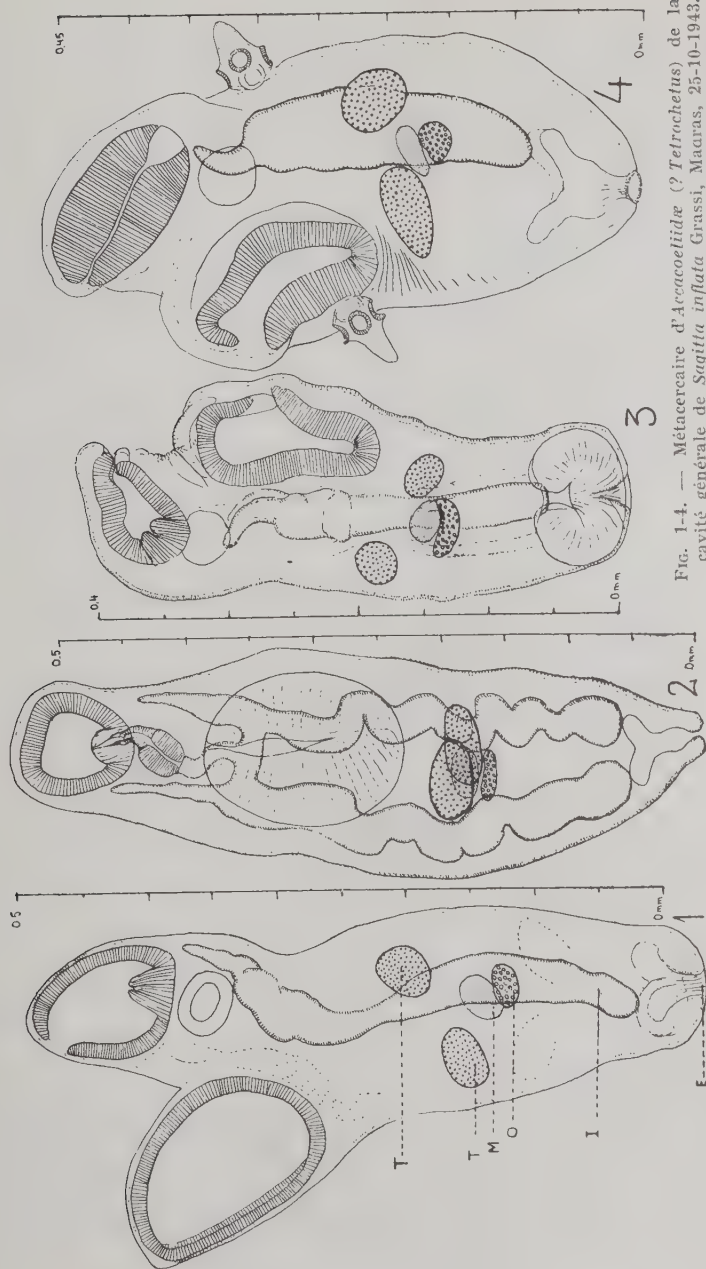 0.5
0mm
1
T
T
M
O
I
E
0.5
0mm
2
0.4
0mm
3
0.45
0mm
4
FIG. 1-4. — Métacercaire d'Accacoeliidæ (? Tetrochetus) de la
cavité générale de Sagitta inflata Grassi, Madras, 25-10-1943.